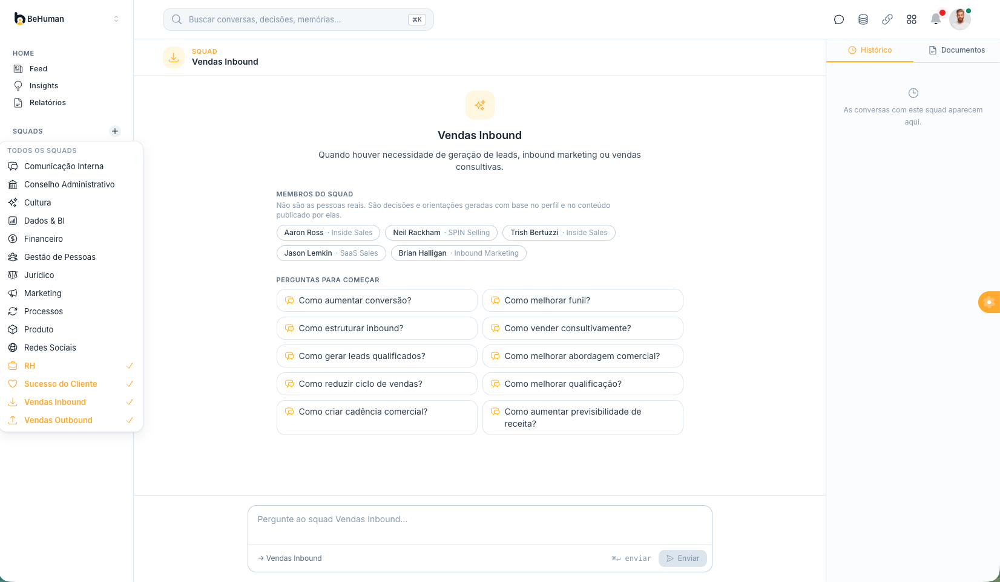 BeHuman
Buscar conversas, decisões, memórias...
⌘K
HOME
Feed
Insights
Relatórios
SQUADS
TODOS OS SQUADS
Comunicação Interna
Conselho Administrativo
Cultura
Dados & BI
Financeiro
Gestão de Pessoas
Jurídico
Marketing
Processos
Produto
Redes Sociais
RH
Sucesso do Cliente
Vendas Inbound
Vendas Outbound
SQUAD
Vendas Inbound
Vendas Inbound
Quando houver necessidade de geração de leads, inbound marketing ou vendas
consultivas.
MEMBROS DO SQUAD
Não são as pessoas reais. São decisões e orientações geradas com base no perfil e no conteúdo
publicado por elas.
Aaron Ross · Inside Sales
Neil Rackham · SPIN Selling
Trish Bertuzzi · Inside Sales
Jason Lemkin · SaaS Sales
Brian Halligan · Inbound Marketing
PERGUNTAS PARA COMEÇAR
Como aumentar conversão?
Como melhorar funil?
Como estruturar inbound?
Como vender consultivamente?
Como gerar leads qualificados?
Como melhorar abordagem comercial?
Como reduzir ciclo de vendas?
Como melhorar qualificação?
Como criar cadência comercial?
Como aumentar previsibilidade de
receita?
Pergunte ao squad Vendas Inbound...
→ Vendas Inbound
⌘↵ enviar
Enviar
Histórico
Documentos
As conversas com este squad aparecem
aqui.